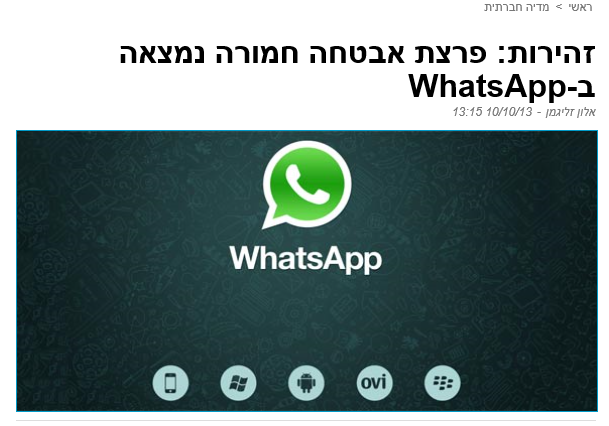 ראשי > מדיה חברתית
זהירות: פרצת אבטחה חמורה נמצאה
ב-WhatsApp
אלון זליגמן - 10/10/13 13:15
WhatsApp
ovi